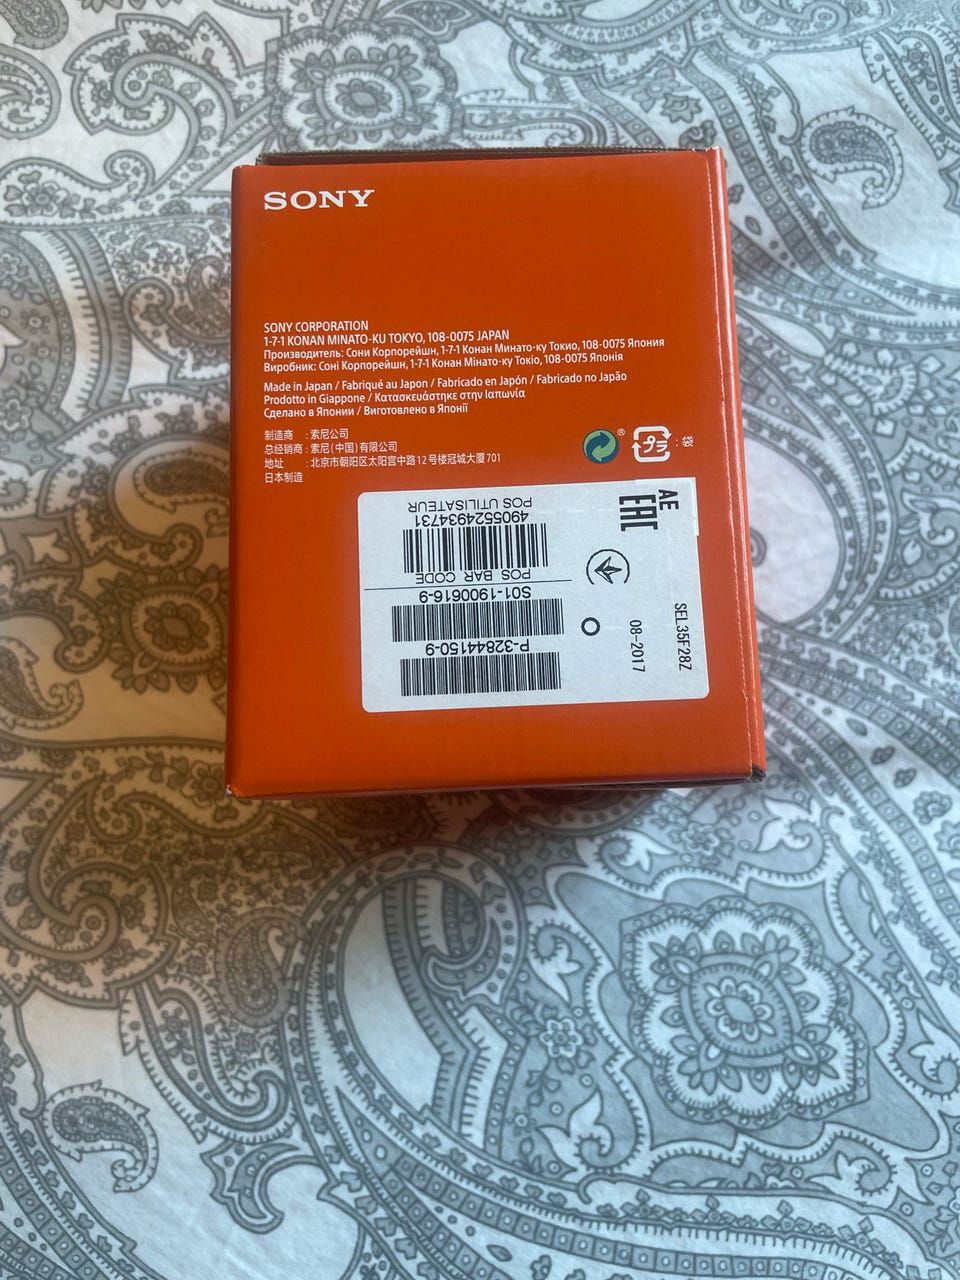 SONY
SONY CORPORATION
1-7-1 KONAN MINATO-KU TOKYO, 108-0075 JAPAN
Производитель: Сони Корпорейшн, 1-7-1 Конан Минато-ку Токио, 108-0075 Япония
Виробник: Соні Корпорейшн, 1-7-1 Конан Мінато-ку Токіо, 108-0075 Японія
Made in Japan / Fabriqué au Japon / Fabricado en Japón / Fabricado no Japão
Prodotto in Giappone / Κατασκευάστηκε στην Ιαπωνία
Сделано в Японии / Виготовлено в Японії
制造商 : 索尼公司
总经销商 : 索尼(中国)有限公司
地址 : 北京市朝阳区太阳宫中路12号楼冠城大厦701
日本制造
®
プラ : 袋
AE
EAC
SEL35F28Z
08-2017
P-32844150-9
S01-1900616-9
POS BAR CODE
4905524934731
POS UTILISATEUR